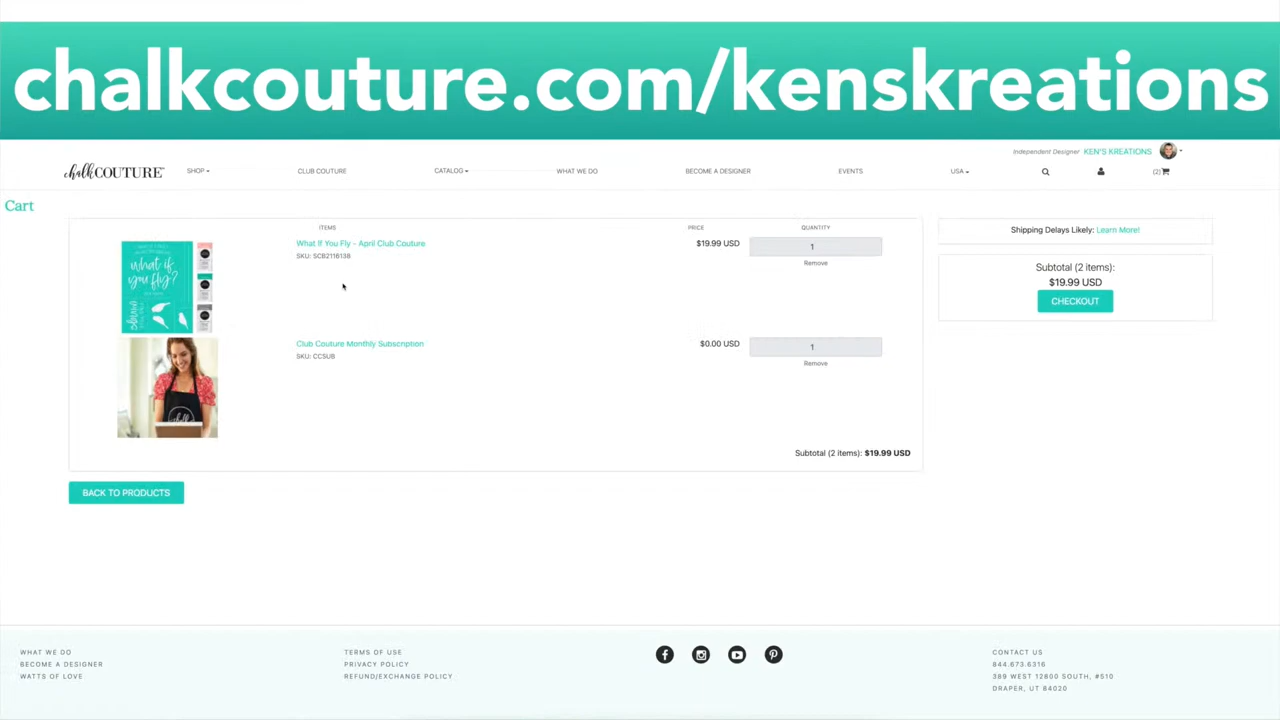 chalkcouture.com/kenskreations
Independent Designer KEN'S KREATIONS
chalkCOUTURE
SHOP
CLUB COUTURE
CATALOG
WHAT WE DO
BECOME A DESIGNER
EVENTS
USA
(2)
Cart
ITEMS
PRICE
QUANTITY
what if you fly?
What If You Fly - April Club Couture
SKU: SCB2116138
$19.99 USD
1
Remove
Club Couture Monthly Subscription
SKU: CCSUB
$0.00 USD
1
Remove
Subtotal (2 items): $19.99 USD
Shipping Delays Likely: Learn More!
Subtotal (2 items):
$19.99 USD
CHECKOUT
BACK TO PRODUCTS
WHAT WE DO
BECOME A DESIGNER
WATTS OF LOVE
TERMS OF USE
PRIVACY POLICY
REFUND/EXCHANGE POLICY
CONTACT US
844.673.6316
389 WEST 12800 SOUTH, #510
DRAPER, UT 84020